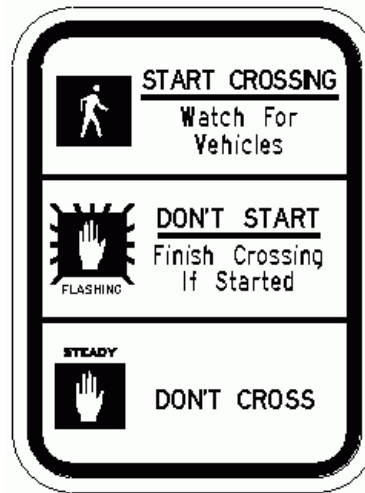 START CROSSING
Watch For
Vehicles
DON'T START
Finish Crossing
If Started
FLASHING
STEADY
DON'T CROSS